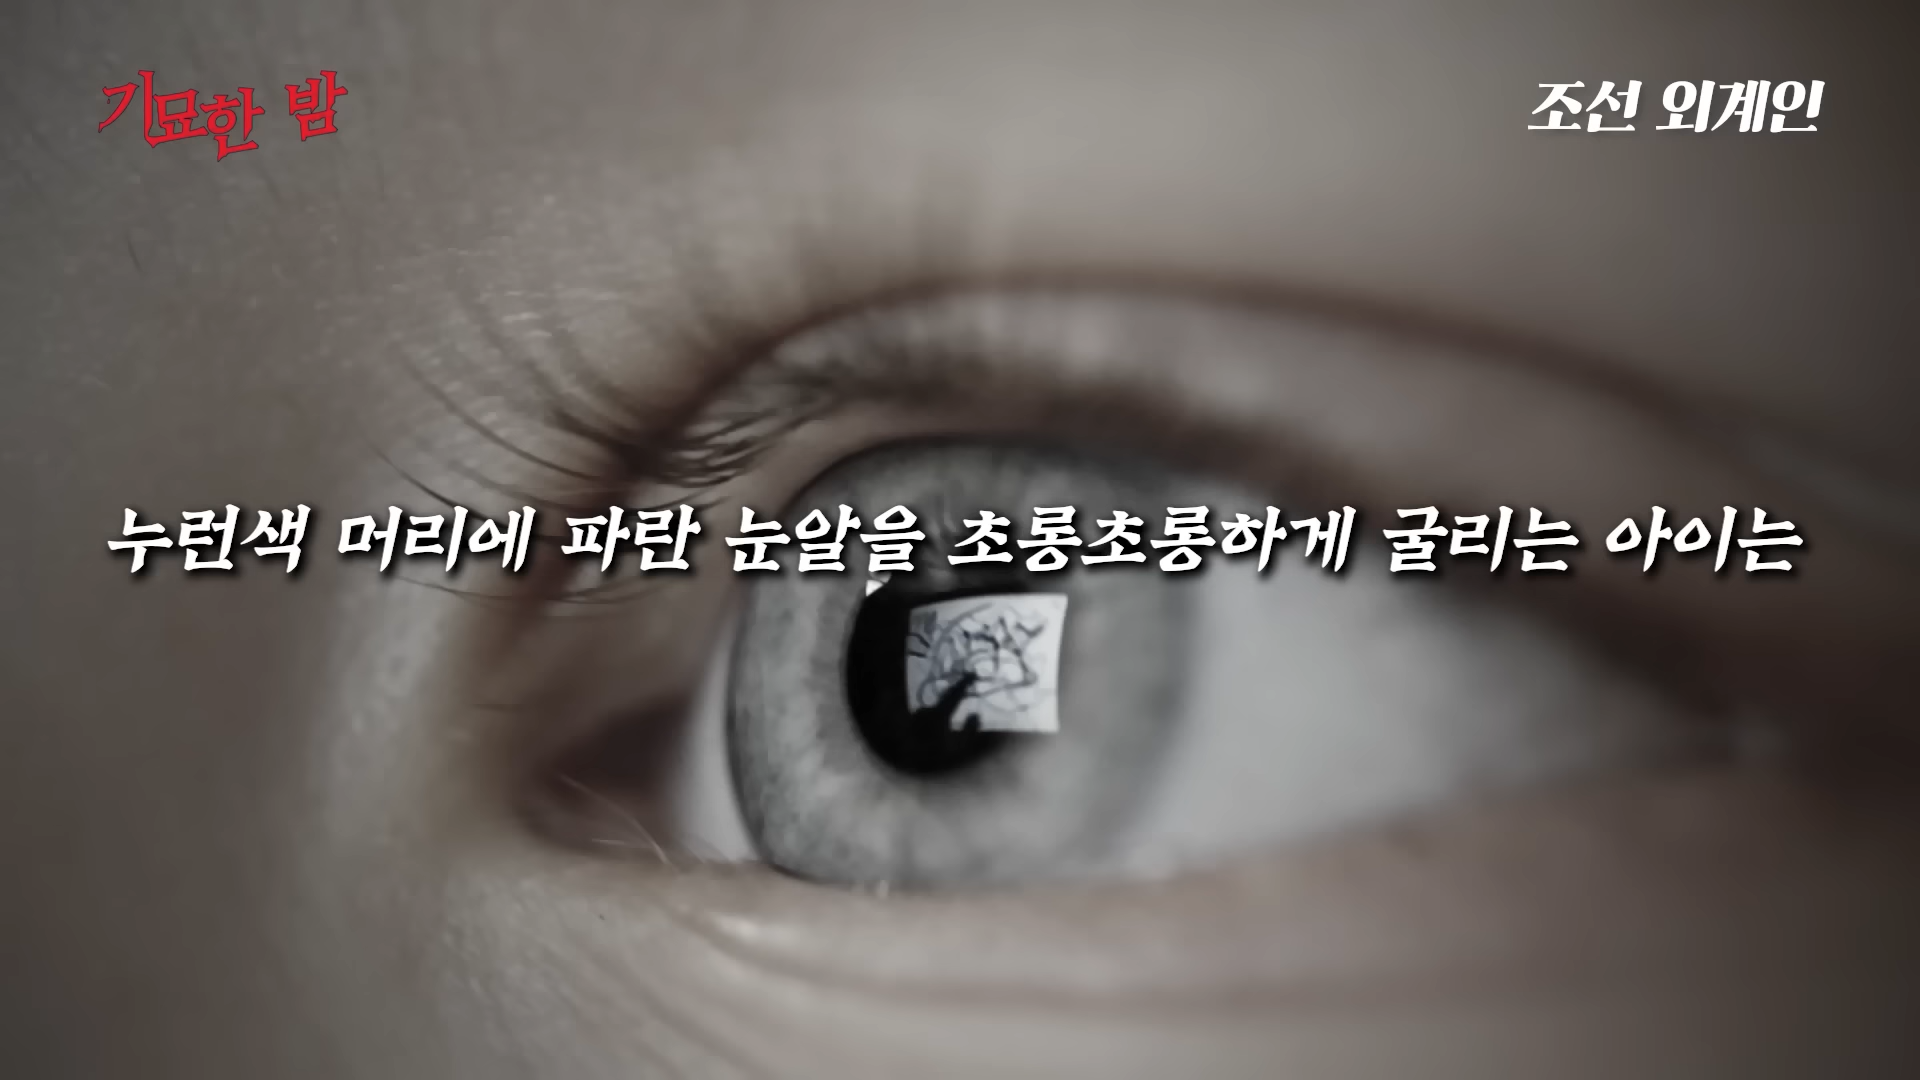 기묘한 밤
조선 외계인
누런색 머리에 파란 눈알을 초롱초롱하게 굴리는 아이는